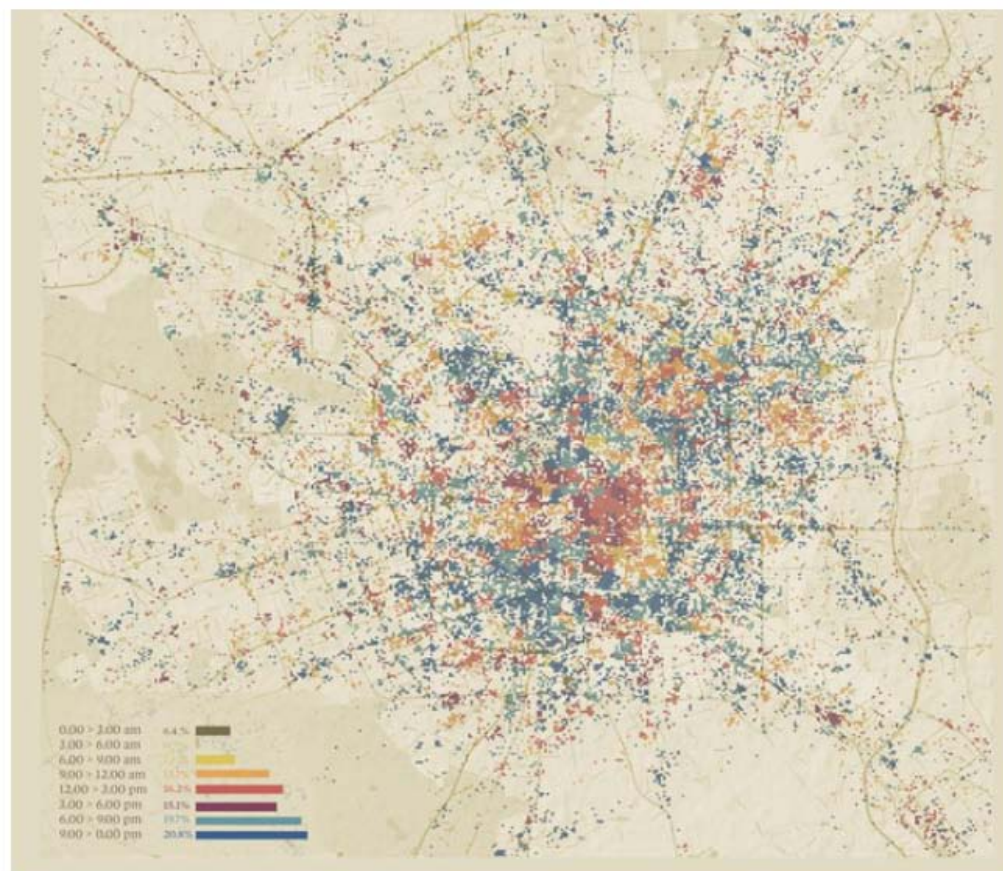 0.00 > 3.00 am 6.4 %
3.00 > 6.00 am
6.00 > 9.00 am
9.00 > 12.00 am
12.00 > 3.00 pm 16.2%
3.00 > 6.00 pm 15.1%
6.00 > 9.00 pm 19.7%
9.00 > 0.00 pm 20.8%